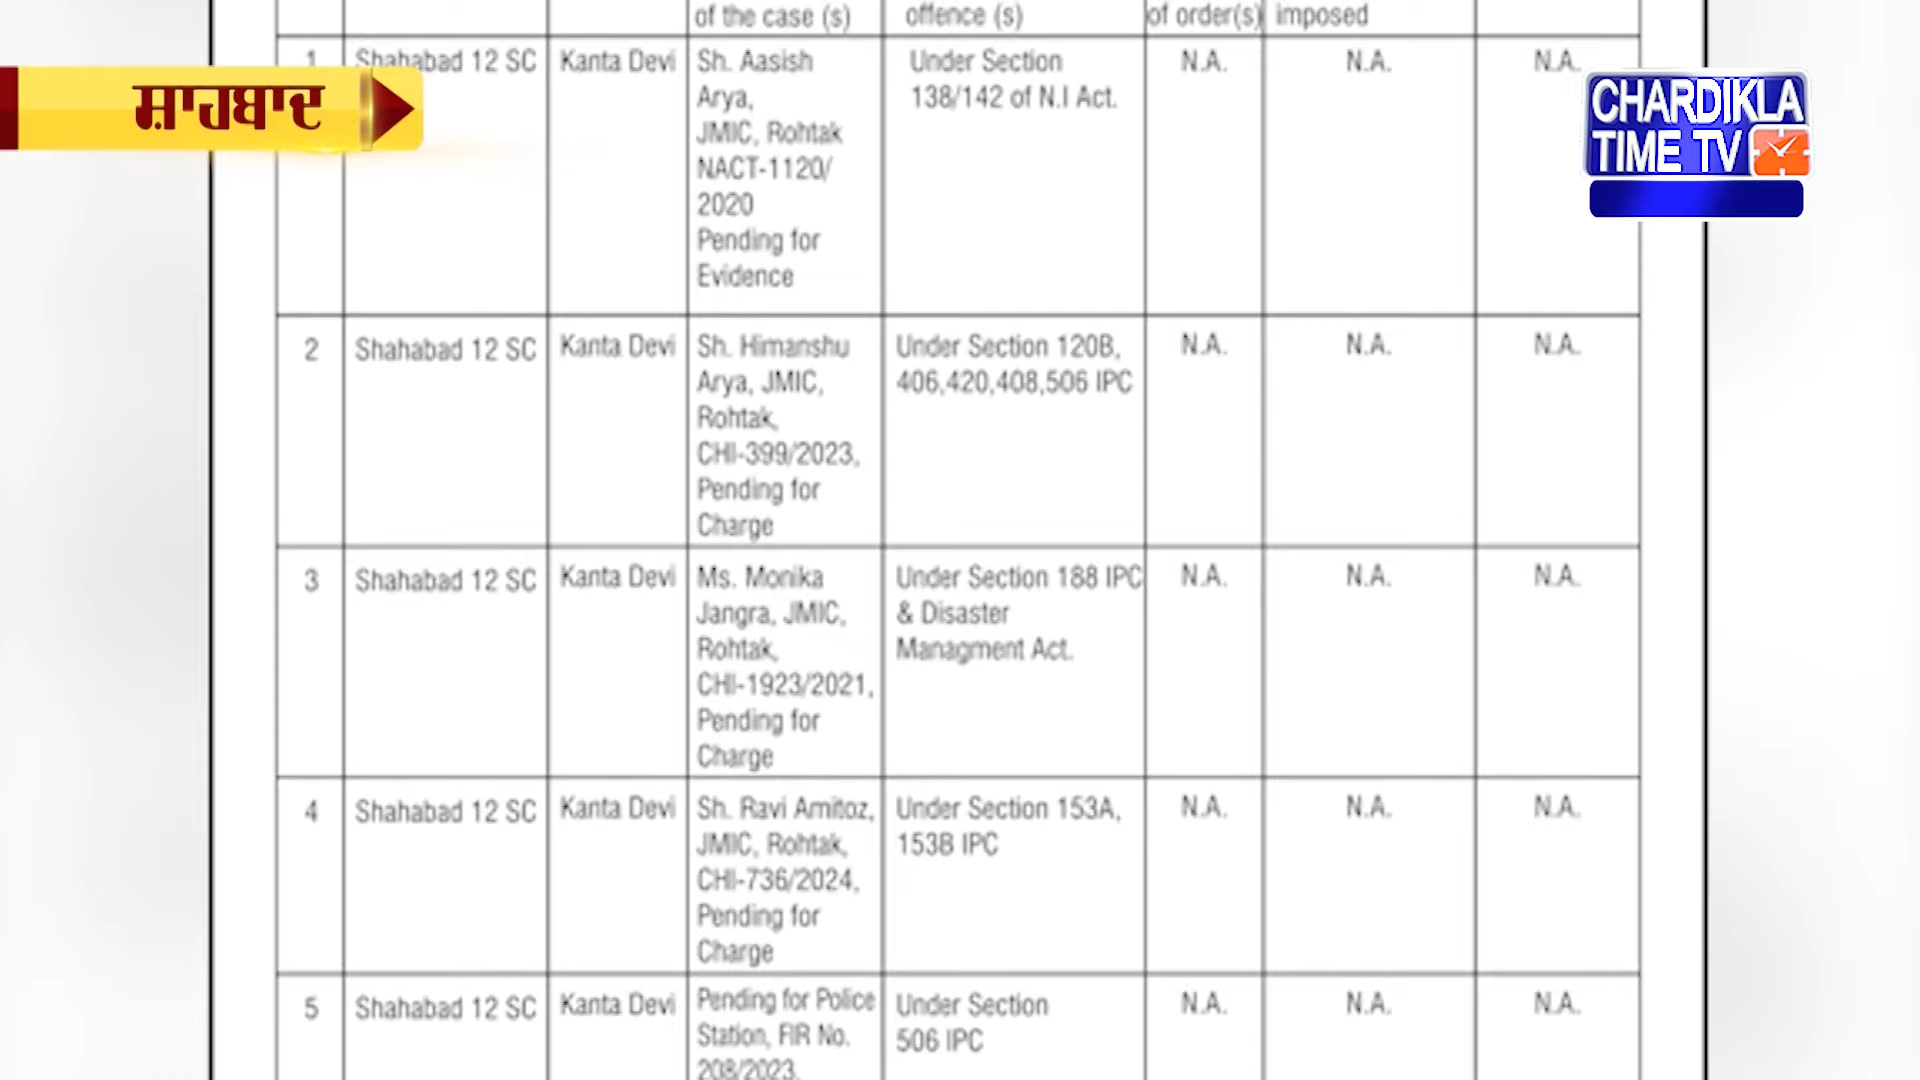 of the case (s) offence (s) of order(s) imposed
1 Shahabad 12 SC Kanta Devi Sh. Aasish Under Section N.A. N.A. N.A.
Arya, 138/142 of N.I Act.
JMIC, Rohtak
NACT-1120/
2020
Pending for
Evidence
ਸ਼ਾਹਬਾਦ
CHARDIKLA
TIME TV
2 Shahabad 12 SC Kanta Devi Sh. Himanshu Under Section 120B, N.A. N.A. N.A.
Arya, JMIC, 406,420,408,506 IPC
Rohtak,
CHI-399/2023,
Pending for
Charge
3 Shahabad 12 SC Kanta Devi Ms. Monika Under Section 188 IPC N.A. N.A. N.A.
Jangra, JMIC, & Disaster
Rohtak, Managment Act.
CHI-1923/2021,
Pending for
Charge
4 Shahabad 12 SC Kanta Devi Sh. Ravi Amitoz, Under Section 153A, N.A. N.A. N.A.
JMIC, Rohtak, 153B IPC
CHI-736/2024,
Pending for
Charge
5 Shahabad 12 SC Kanta Devi Pending for Police Under Section N.A. N.A. N.A.
Station, FIR No. 506 IPC
208/2023,